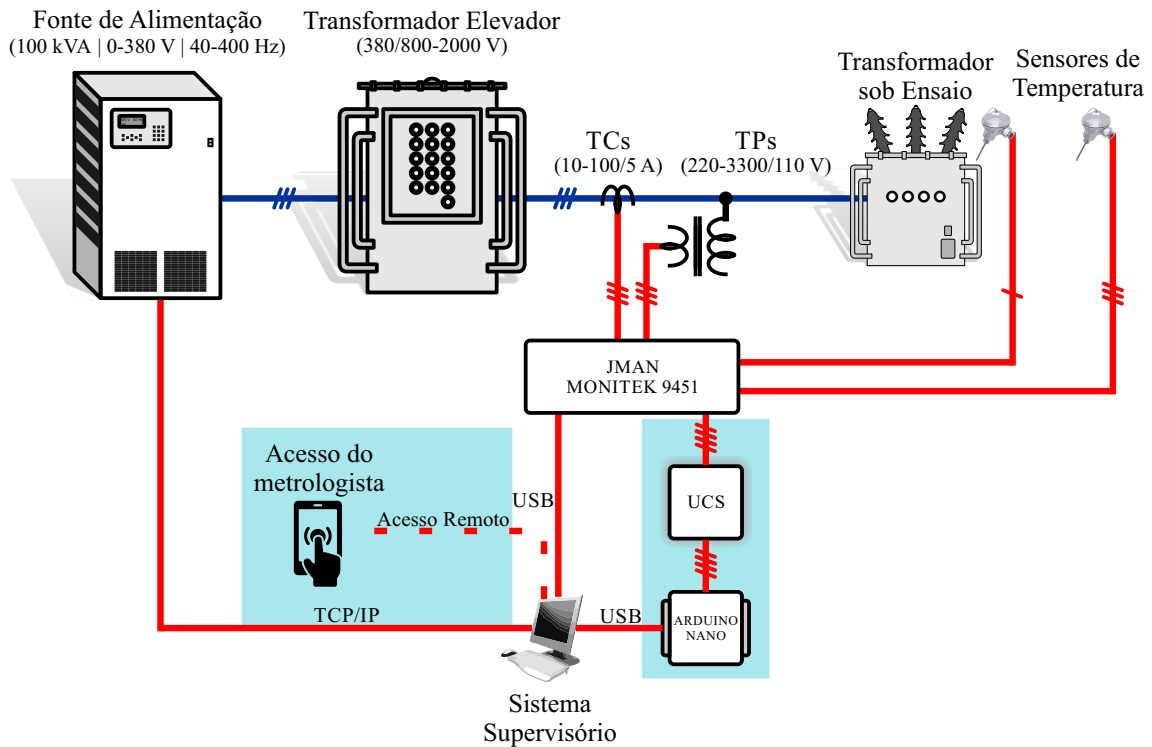 Fonte de Alimentação
(100 kVA | 0-380 V | 40-400 Hz)
Transformador Elevador
(380/800-2000 V)
TCs
(10-100/5 A)
TPs
(220-3300/110 V)
Transformador
sob Ensaio
Sensores de
Temperatura
JMAN
MONITEK 9451
Acesso do
metrologista
USB
Acesso Remoto
UCS
TCP/IP
USB
ARDUINO
NANO
Sistema
Supervisório